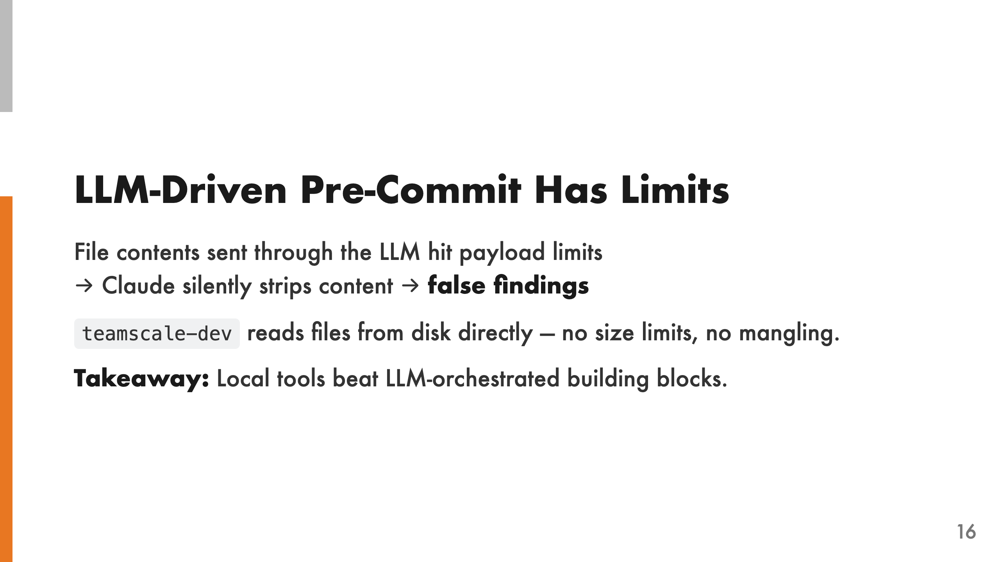 LLM-Driven Pre-Commit Has Limits
File contents sent through the LLM hit payload limits
→ Claude silently strips content → false findings
teamscale-dev reads files from disk directly — no size limits, no mangling.
Takeaway: Local tools beat LLM-orchestrated building blocks.
16